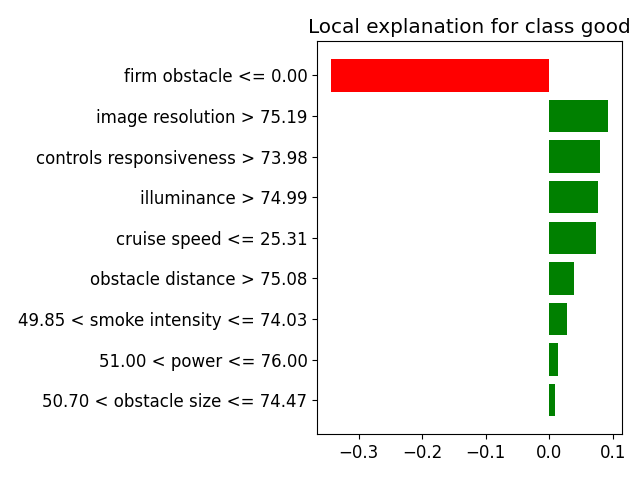 Local explanation for class good
firm obstacle <= 0.00
image resolution > 75.19
controls responsiveness > 73.98
illuminance > 74.99
cruise speed <= 25.31
obstacle distance > 75.08
49.85 < smoke intensity <= 74.03
51.00 < power <= 76.00
50.70 < obstacle size <= 74.47
−0.3 −0.2 −0.1 0.0 0.1